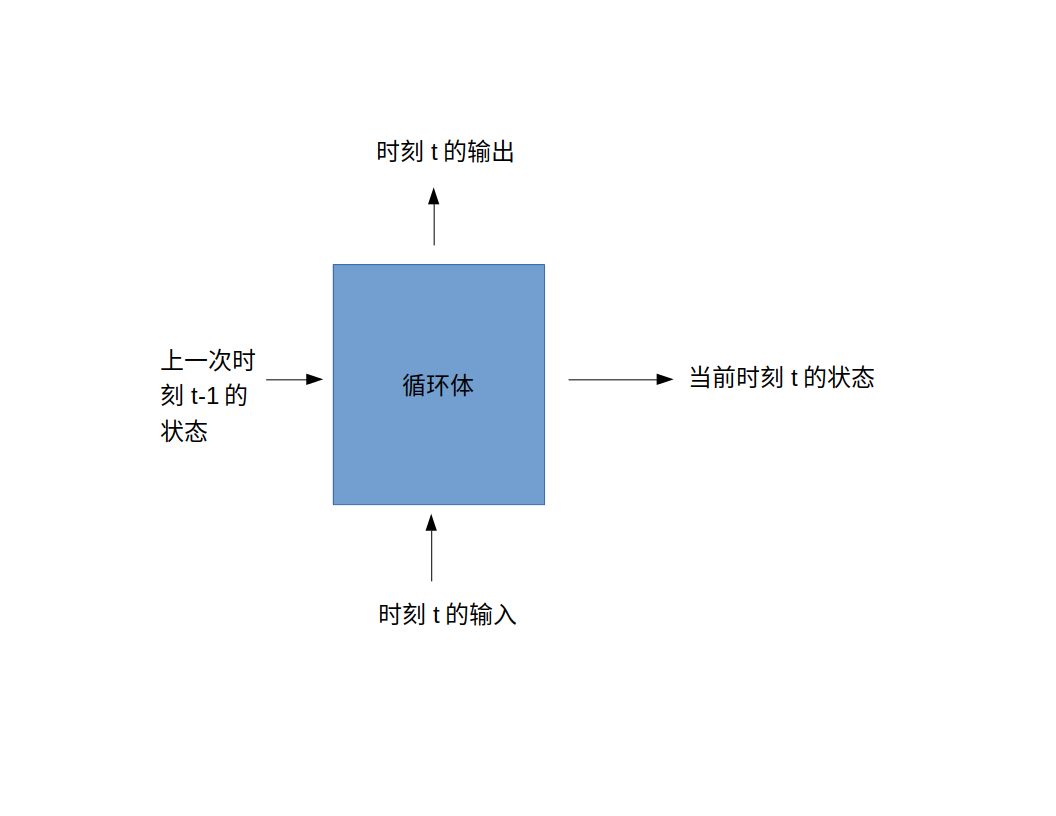 时刻 t 的输出
上一次时
刻 t-1 的
状态
循环体
当前时刻 t 的状态
时刻 t 的输入